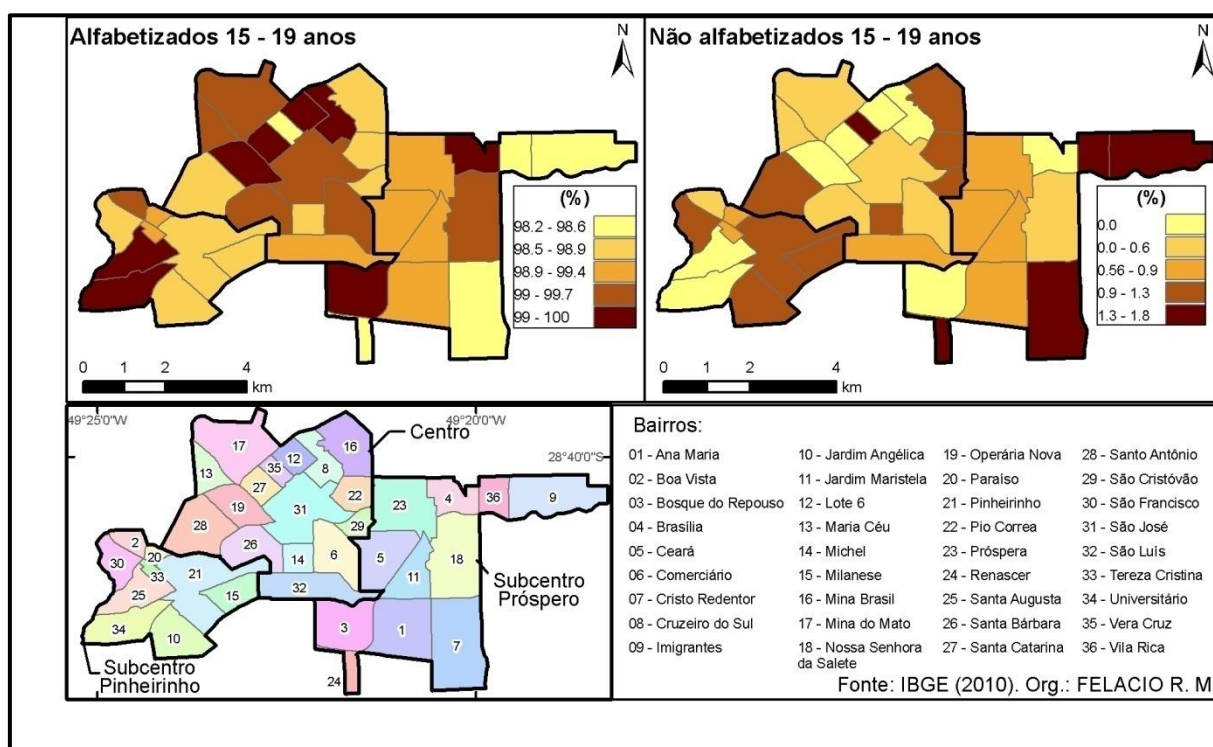 Alfabetizados 15 - 19 anos
N
(%)
98.2 - 98.6
98.5 - 98.9
98.9 - 99.4
99 - 99.7
99 - 100
0 1 2 4
km
Não alfabetizados 15 - 19 anos
N
(%)
0.0
0.0 - 0.6
0.56 - 0.9
0.9 - 1.3
1.3 - 1.8
0 1 2 4
km
49°25'0"W
49°20'0"W
28°40'0"S
Centro
Subcentro
Próspero
Subcentro
Pinheirinho
17
12
16
35
8
13
27
22
23
4
36
9
19
31
28
29
2
26
30
20
14
6
5
18
33
21
11
25
15
32
34
10
3
1
7
24
Bairros:
01 - Ana Maria
02 - Boa Vista
03 - Bosque do Repouso
04 - Brasília
05 - Ceará
06 - Comerciário
07 - Cristo Redentor
08 - Cruzeiro do Sul
09 - Imigrantes
10 - Jardim Angélica
11 - Jardim Maristela
12 - Lote 6
13 - Maria Céu
14 - Michel
15 - Milanese
16 - Mina Brasil
17 - Mina do Mato
18 - Nossa Senhora
da Salete
19 - Operária Nova
20 - Paraíso
21 - Pinheirinho
22 - Pio Correa
23 - Próspera
24 - Renascer
25 - Santa Augusta
26 - Santa Bárbara
27 - Santa Catarina
28 - Santo Antônio
29 - São Cristóvão
30 - São Francisco
31 - São José
32 - São Luís
33 - Tereza Cristina
34 - Universitário
35 - Vera Cruz
36 - Vila Rica
Fonte: IBGE (2010). Org.: FELACIO R. M